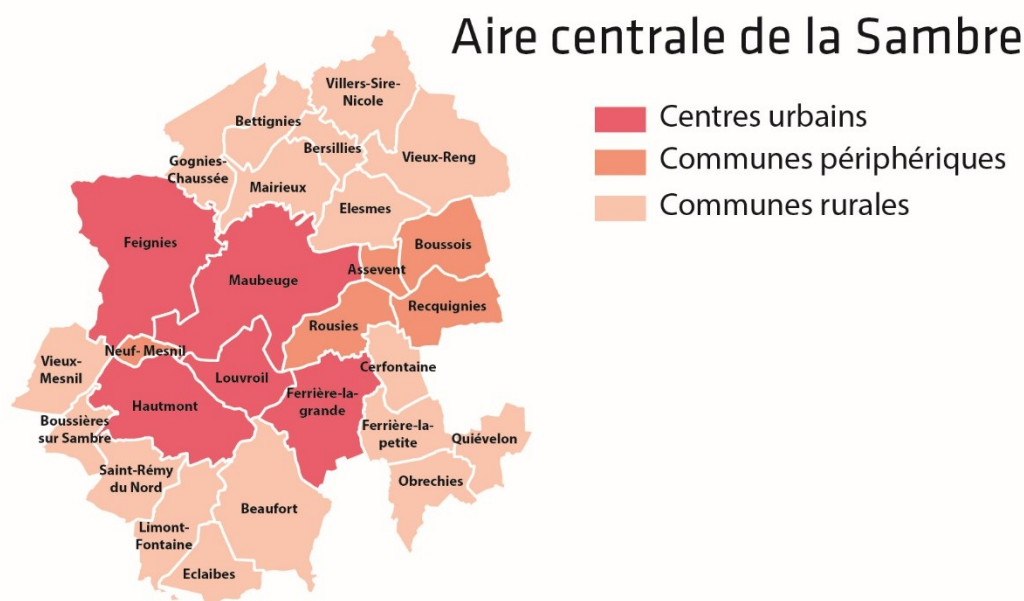 Aire centrale de la Sambre
Centres urbains
Communes périphériques
Communes rurales
Villers-Sire-
Nicole
Bettignies
Bersillies
Vieux-Reng
Gognies-
Chaussée
Mairieux
Elesmes
Feignies
Boussois
Assevent
Maubeuge
Recquignies
Rousies
Neuf- Mesnil
Vieux-
Mesnil
Cerfontaine
Louvroil
Ferrière-la-
grande
Hautmont
Boussières
sur Sambre
Ferrière-la-
petite
Quiévelon
Saint-Rémy
du Nord
Obrechies
Beaufort
Limont-
Fontaine
Eclaibes